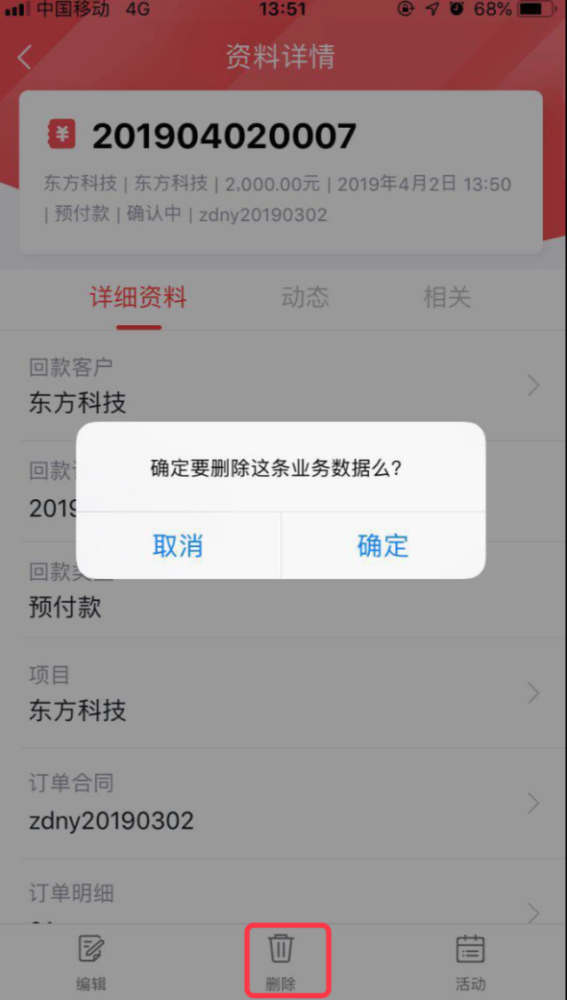 中国移动 4G 13:51 68%
资料详情
201904020007
东方科技 | 东方科技 | 2,000.00元 | 2019年4月2日 13:50
| 预付款 | 确认中 | zdny20190302
详细资料 动态 相关
回款客户
东方科技
确定要删除这条业务数据么?
回款
2019
取消 确定
回款
预付款
项目
东方科技
订单合同
zdny20190302
订单明细
编辑 删除 活动